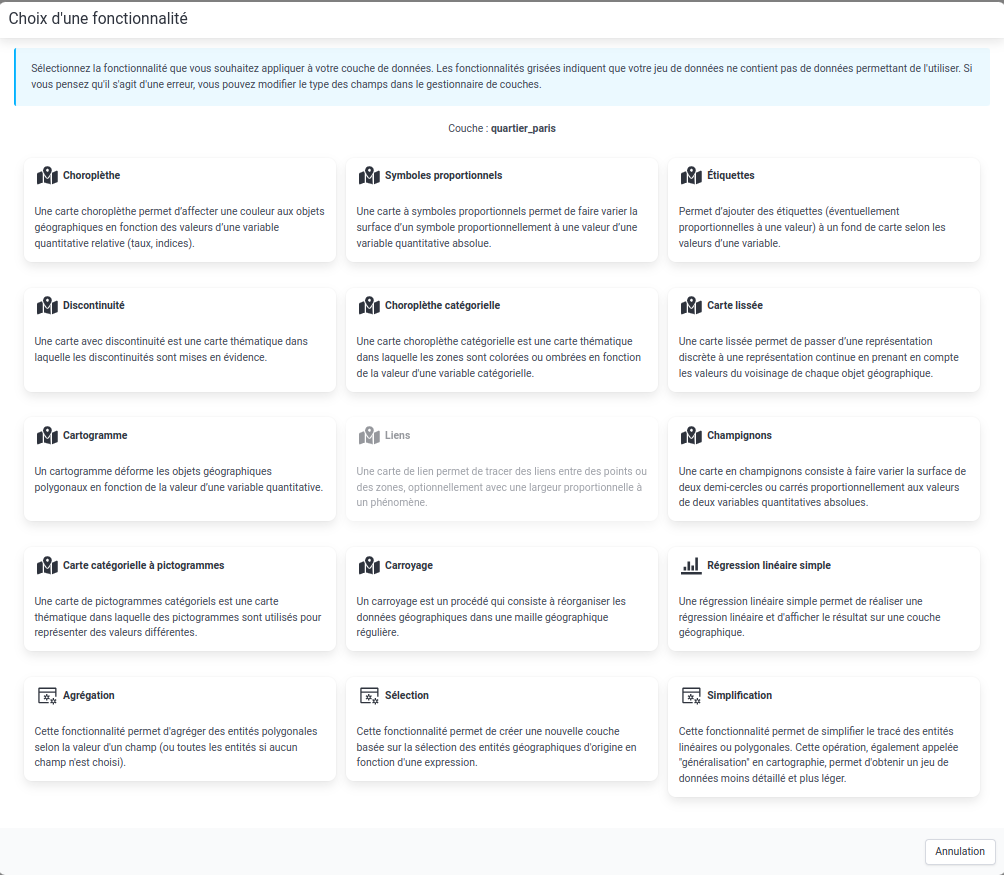 Choix d'une fonctionnalité
Sélectionnez la fonctionnalité que vous souhaitez appliquer à votre couche de données. Les fonctionnalités grisées indiquent que votre jeu de données ne contient pas de données permettant de l'utiliser. Si
vous pensez qu'il s'agit d'une erreur, vous pouvez modifier le type des champs dans le gestionnaire de couches.
Couche : quartier_paris
Choroplèthe
Une carte choroplèthe permet d'affecter une couleur aux objets
géographiques en fonction des valeurs d'une variable
quantitative relative (taux, indices).
Symboles proportionnels
Une carte à symboles proportionnels permet de faire varier la
surface d'un symbole proportionnellement à une valeur d'une
variable quantitative absolue.
Étiquettes
Permet d'ajouter des étiquettes (éventuellement
proportionnelles à une valeur) à un fond de carte selon les
valeurs d'une variable.
Discontinuité
Une carte avec discontinuité est une carte thématique dans
laquelle les discontinuités sont mises en évidence.
Choroplèthe catégorielle
Une carte choroplèthe catégorielle est une carte thématique
dans laquelle les zones sont colorées ou ombrées en fonction
de la valeur d'une variable catégorielle.
Carte lissée
Une carte lissée permet de passer d'une représentation
discrète à une représentation continue en prenant en compte
les valeurs du voisinage de chaque objet géographique.
Cartogramme
Un cartogramme déforme les objets géographiques
polygonaux en fonction de la valeur d'une variable quantitative.
Liens
Une carte de lien permet de tracer des liens entre des points ou
des zones, optionnellement avec une largeur proportionnelle à
un phénomène.
Champignons
Une carte en champignons consiste à faire varier la surface de
deux demi-cercles ou carrés proportionnellement aux valeurs
de deux variables quantitatives absolues.
Carte catégorielle à pictogrammes
Une carte de pictogrammes catégoriels est une carte
thématique dans laquelle des pictogrammes sont utilisés pour
représenter des valeurs différentes.
Carroyage
Un carroyage est un procédé qui consiste à réorganiser les
données géographiques dans une maille géographique
régulière.
Régression linéaire simple
Une régression linéaire simple permet de réaliser une
régression linéaire et d'afficher le résultat sur une couche
géographique.
Agrégation
Cette fonctionnalité permet d'agréger des entités polygonales
selon la valeur d'un champ (ou toutes les entités si aucun
champ n'est choisi).
Sélection
Cette fonctionnalité permet de créer une nouvelle couche
basée sur la sélection des entités géographiques d'origine en
fonction d'une expression.
Simplification
Cette fonctionnalité permet de simplifier le tracé des entités
linéaires ou polygonales. Cette opération, également appelée
"généralisation" en cartographie, permet d'obtenir un jeu de
données moins détaillé et plus léger.
Annulation